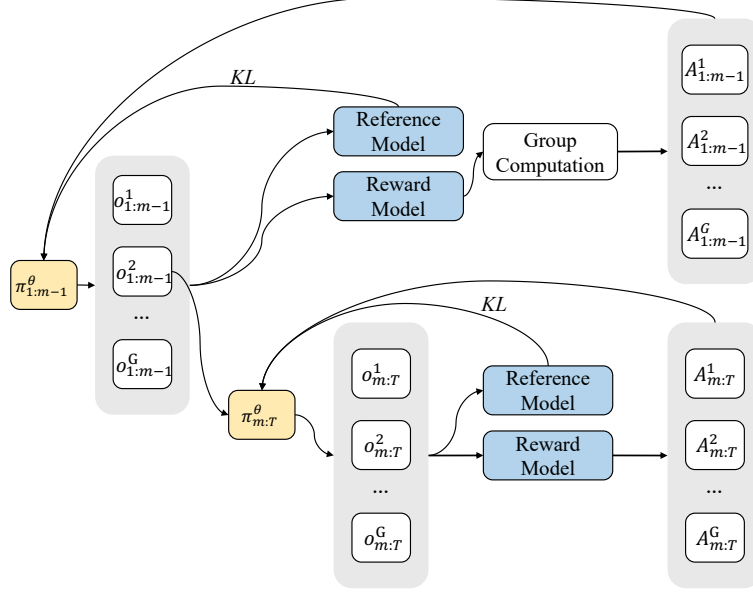 KL
Reference
Model
Reward
Model
Group
Computation
A^1_{1:m−1}
A^2_{1:m−1}
...
A^G_{1:m−1}
π^θ_{1:m−1}
o^1_{1:m−1}
o^2_{1:m−1}
...
o^G_{1:m−1}
KL
π^θ_{m:T}
o^1_{m:T}
o^2_{m:T}
...
o^G_{m:T}
Reference
Model
Reward
Model
A^1_{m:T}
A^2_{m:T}
...
A^G_{m:T}